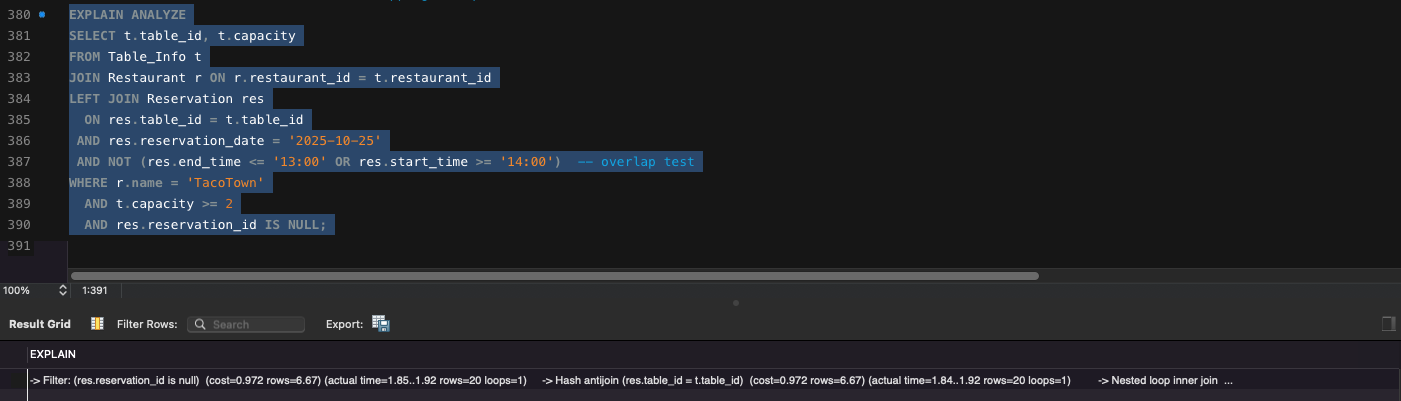 380 EXPLAIN ANALYZE
381 SELECT t.table_id, t.capacity
382 FROM Table_Info t
383 JOIN Restaurant r ON r.restaurant_id = t.restaurant_id
384 LEFT JOIN Reservation res
385 ON res.table_id = t.table_id
386 AND res.reservation_date = '2025-10-25'
387 AND NOT (res.end_time <= '13:00' OR res.start_time >= '14:00') -- overlap test
388 WHERE r.name = 'TacoTown'
389 AND t.capacity >= 2
390 AND res.reservation_id IS NULL;
391
100% 1:391
Result Grid Filter Rows: Search Export:
EXPLAIN
-> Filter: (res.reservation_id is null) (cost=0.972 rows=6.67) (actual time=1.85..1.92 rows=20 loops=1) -> Hash antijoin (res.table_id = t.table_id) (cost=0.972 rows=6.67) (actual time=1.84..1.92 rows=20 loops=1) -> Nested loop inner join ...